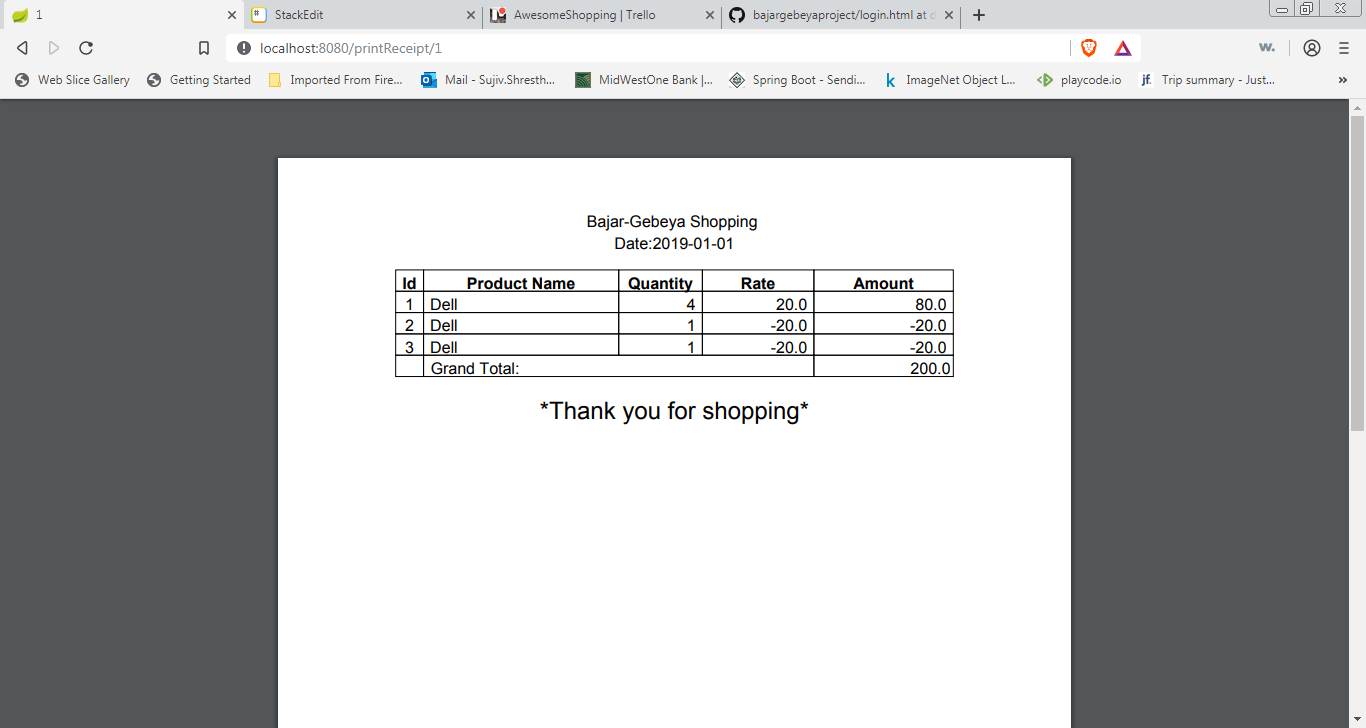 1
StackEdit
AwesomeShopping | Trello
bajargebeyaproject/login.html at d
localhost:8080/printReceipt/1
w.
Web Slice Gallery
Getting Started
Imported From Fire...
Mail - Sujiv.Shresth...
MidWestOne Bank |...
Spring Boot - Sendi...
k
ImageNet Object L...
playcode.io
jf.
Trip summary - Just...
»
Bajar-Gebeya Shopping
Date:2019-01-01
Id Product Name Quantity Rate Amount
1 Dell 4 20.0 80.0
2 Dell 1 -20.0 -20.0
3 Dell 1 -20.0 -20.0
Grand Total: 200.0
*Thank you for shopping*